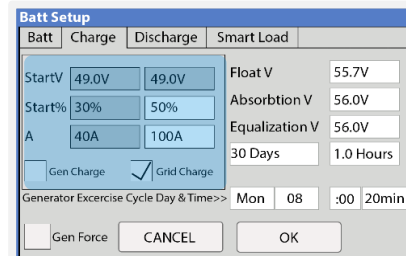 Batt Setup
Batt Charge Discharge Smart Load
StartV 49.0V 49.0V Float V 55.7V
Start% 30% 50% Absorbtion V 56.0V
A 40A 100A Equalization V 56.0V
30 Days 1.0 Hours
Gen Charge Grid Charge
Generator Excercise Cycle Day & Time>> Mon 08 :00 20min
Gen Force CANCEL OK